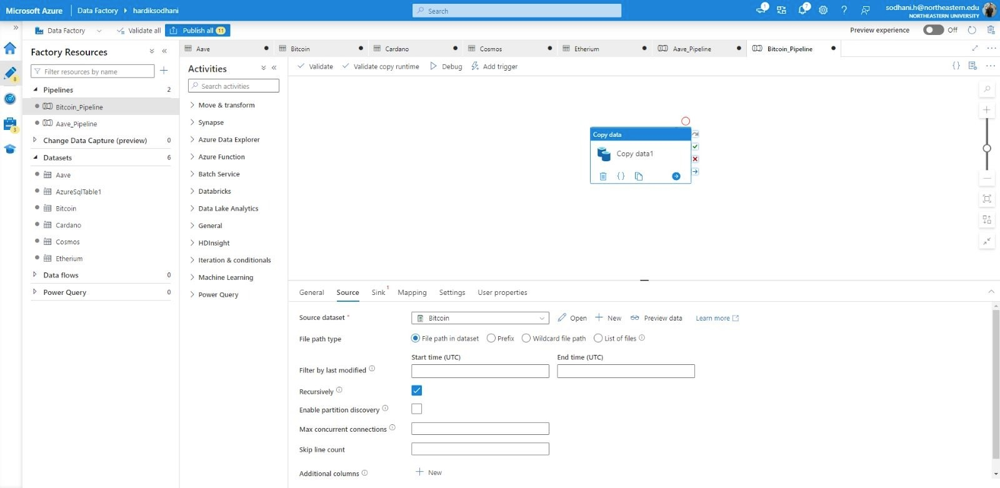 Microsoft Azure Data Factory hardiksodhani
Search
1
7
sodhani.h@northeastern.edu
NORTHEASTERN UNIVERSITY
Data Factory Validate all Publish all 11
Preview experience Off
8
3
Factory Resources
Filter resources by name
Pipelines 2
Bitcoin_Pipeline
Aave_Pipeline
Change Data Capture (preview) 0
Datasets 6
Aave
AzureSqlTable1
Bitcoin
Cardano
Cosmos
Etherium
Data flows 0
Power Query 0
Aave Bitcoin Cardano Cosmos Etherium Aave_Pipeline Bitcoin_Pipeline
Activities
Search activities
Move & transform
Synapse
Azure Data Explorer
Azure Function
Batch Service
Databricks
Data Lake Analytics
General
HDInsight
Iteration & conditionals
Machine Learning
Power Query
Validate Validate copy runtime Debug Add trigger
Copy data
Copy data1
General Source Sink 1 Mapping Settings User properties
Source dataset * Bitcoin Open New Preview data Learn more
File path type File path in dataset Prefix Wildcard file path List of files
Start time (UTC) End time (UTC)
Filter by last modified
Recursively
Enable partition discovery
Max concurrent connections
Skip line count
Additional columns New